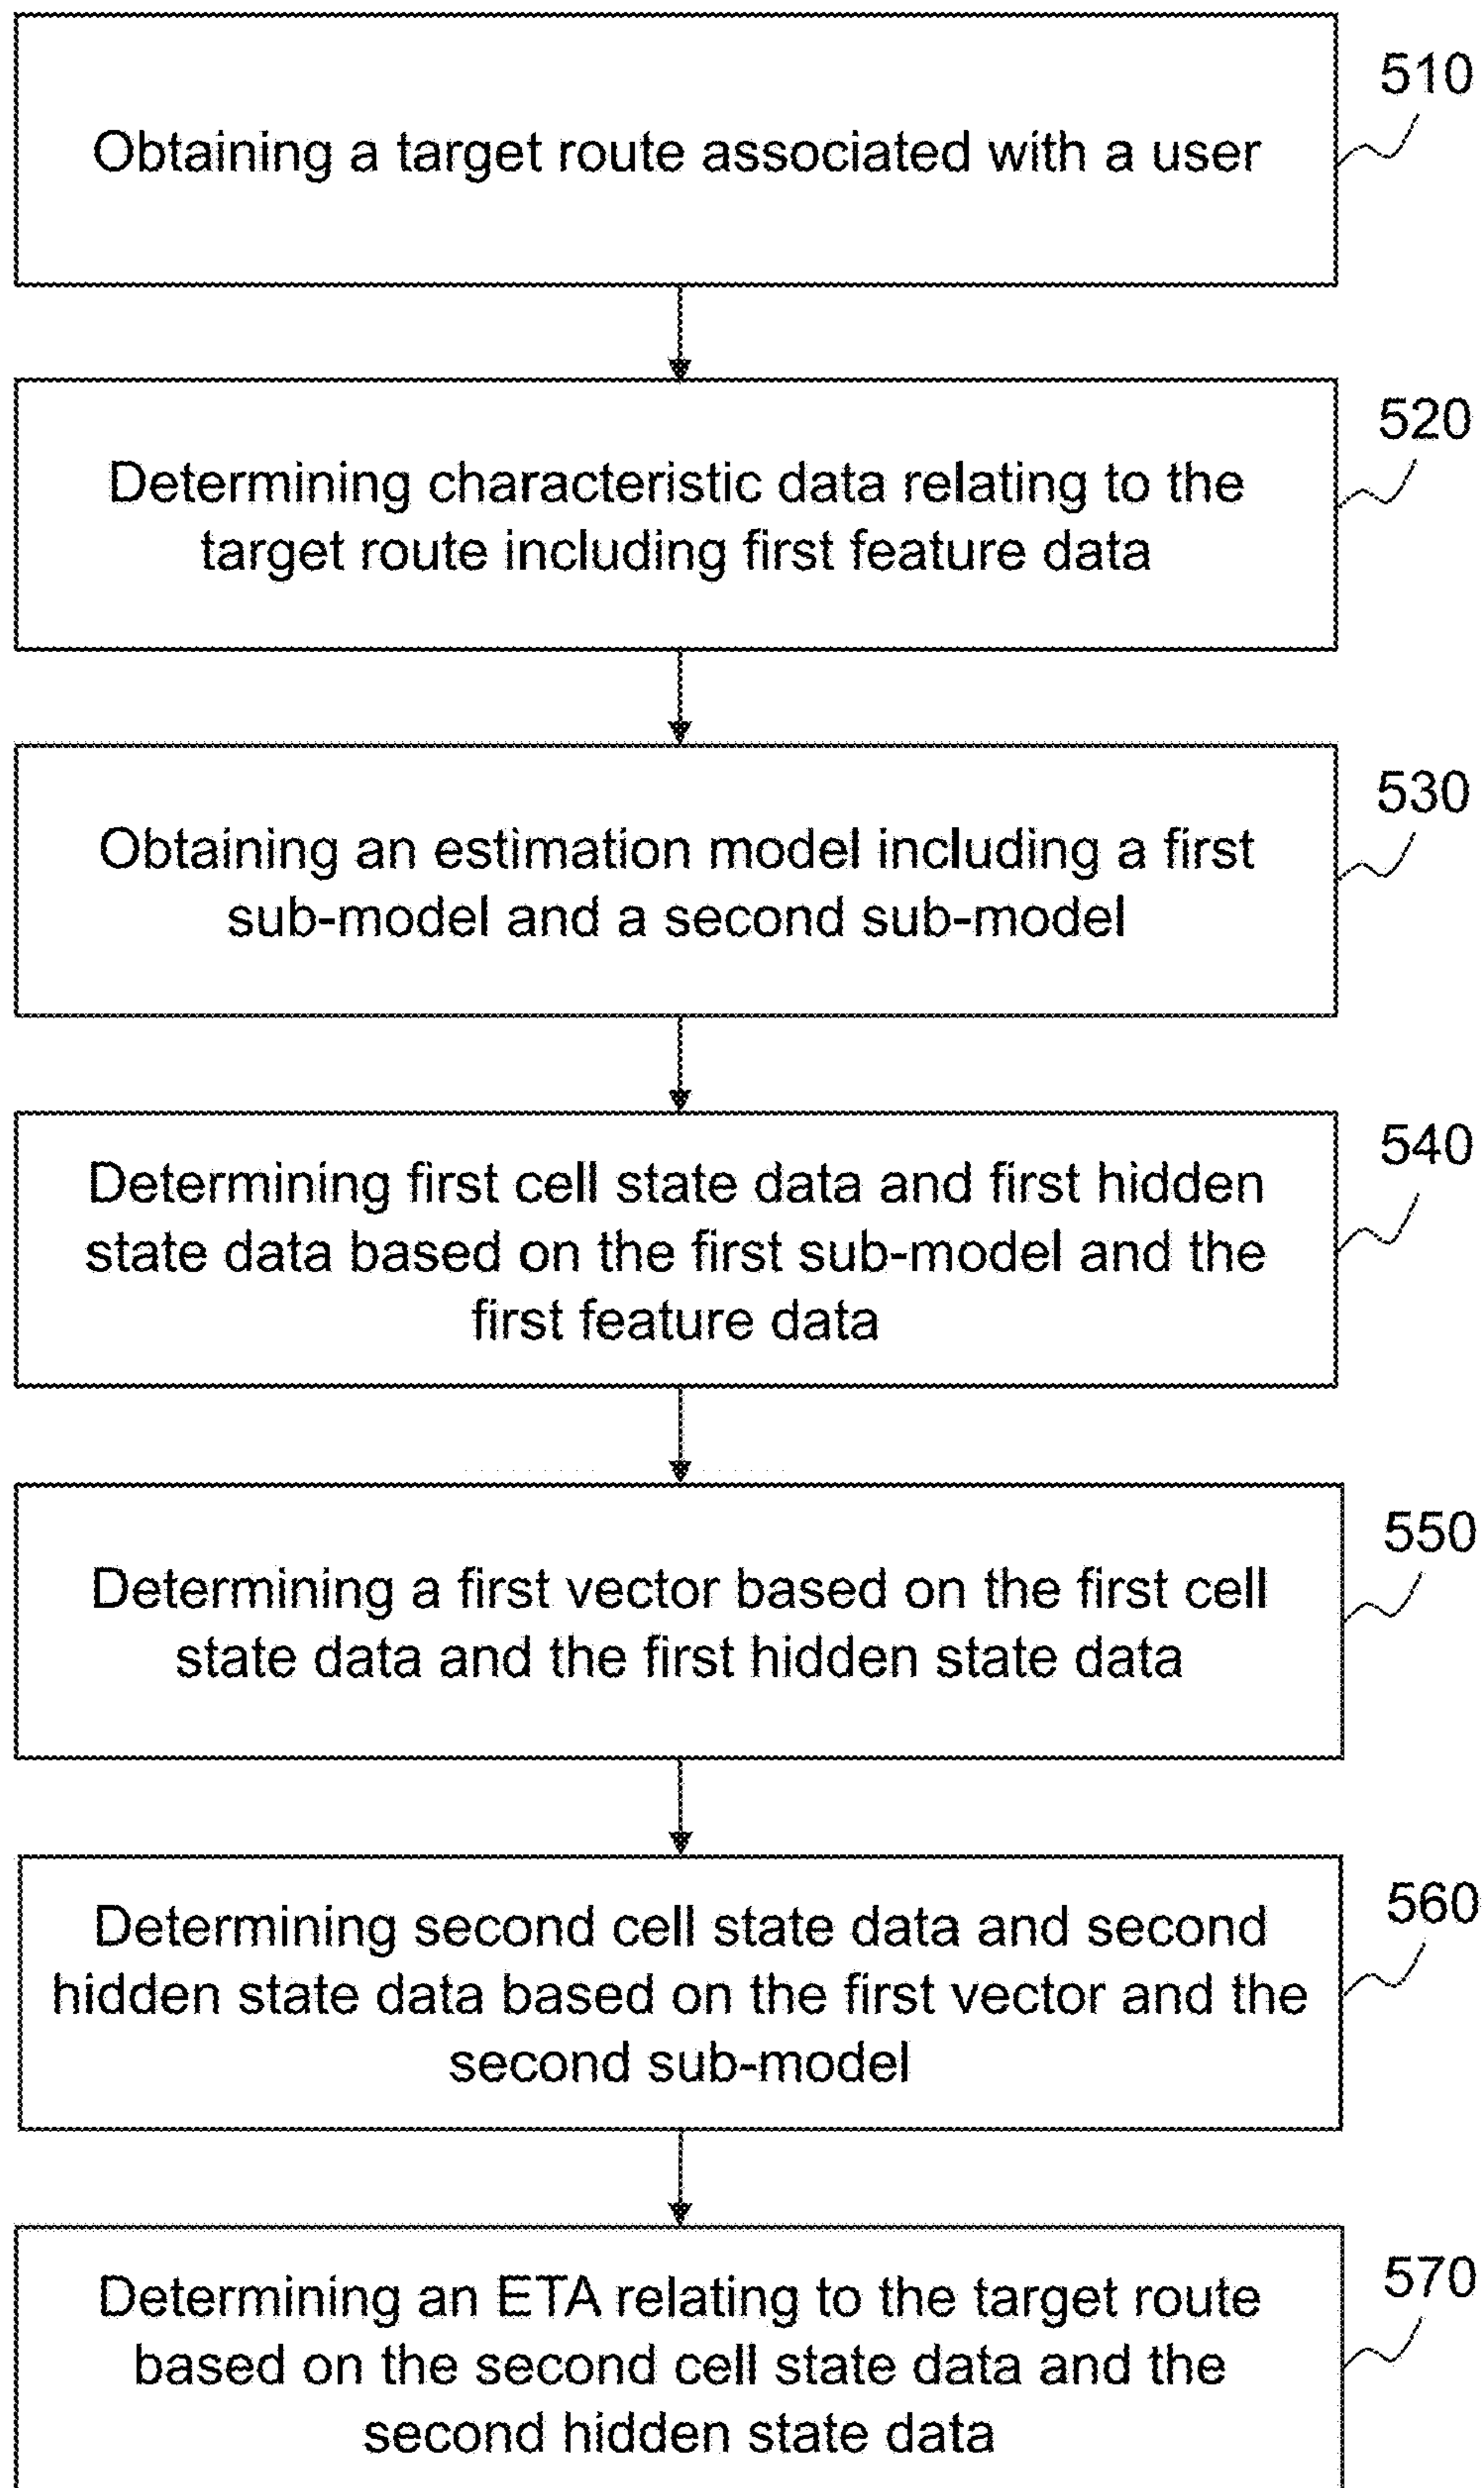 510
Obtaining a target route associated with a user
520
Determining characteristic data relating to the
target route including first feature data
530
Obtaining an estimation model including a first
sub-model and a second sub-model
540
Determining first cell state data and first hidden
state data based on the first sub-model and the
first feature data
550
Determining a first vector based on the first cell
state data and the first hidden state data
560
Determining second cell state data and second
hidden state data based on the first vector and the
second sub-model
570
Determining an ETA relating to the target route
based on the second cell state data and the
second hidden state data